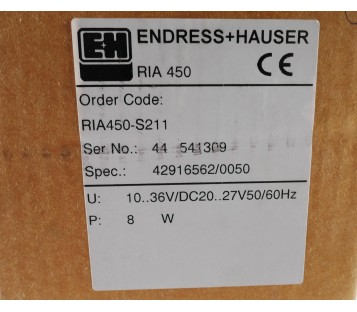 E+H ENDRESS+HAUSER
RIA 450 CE
Order Code:
RIA450-S211
Ser.No.: 44 541309
Spec.: 42916562/0050
U: 10..36V/DC20..27V50/60Hz
P: 8 W